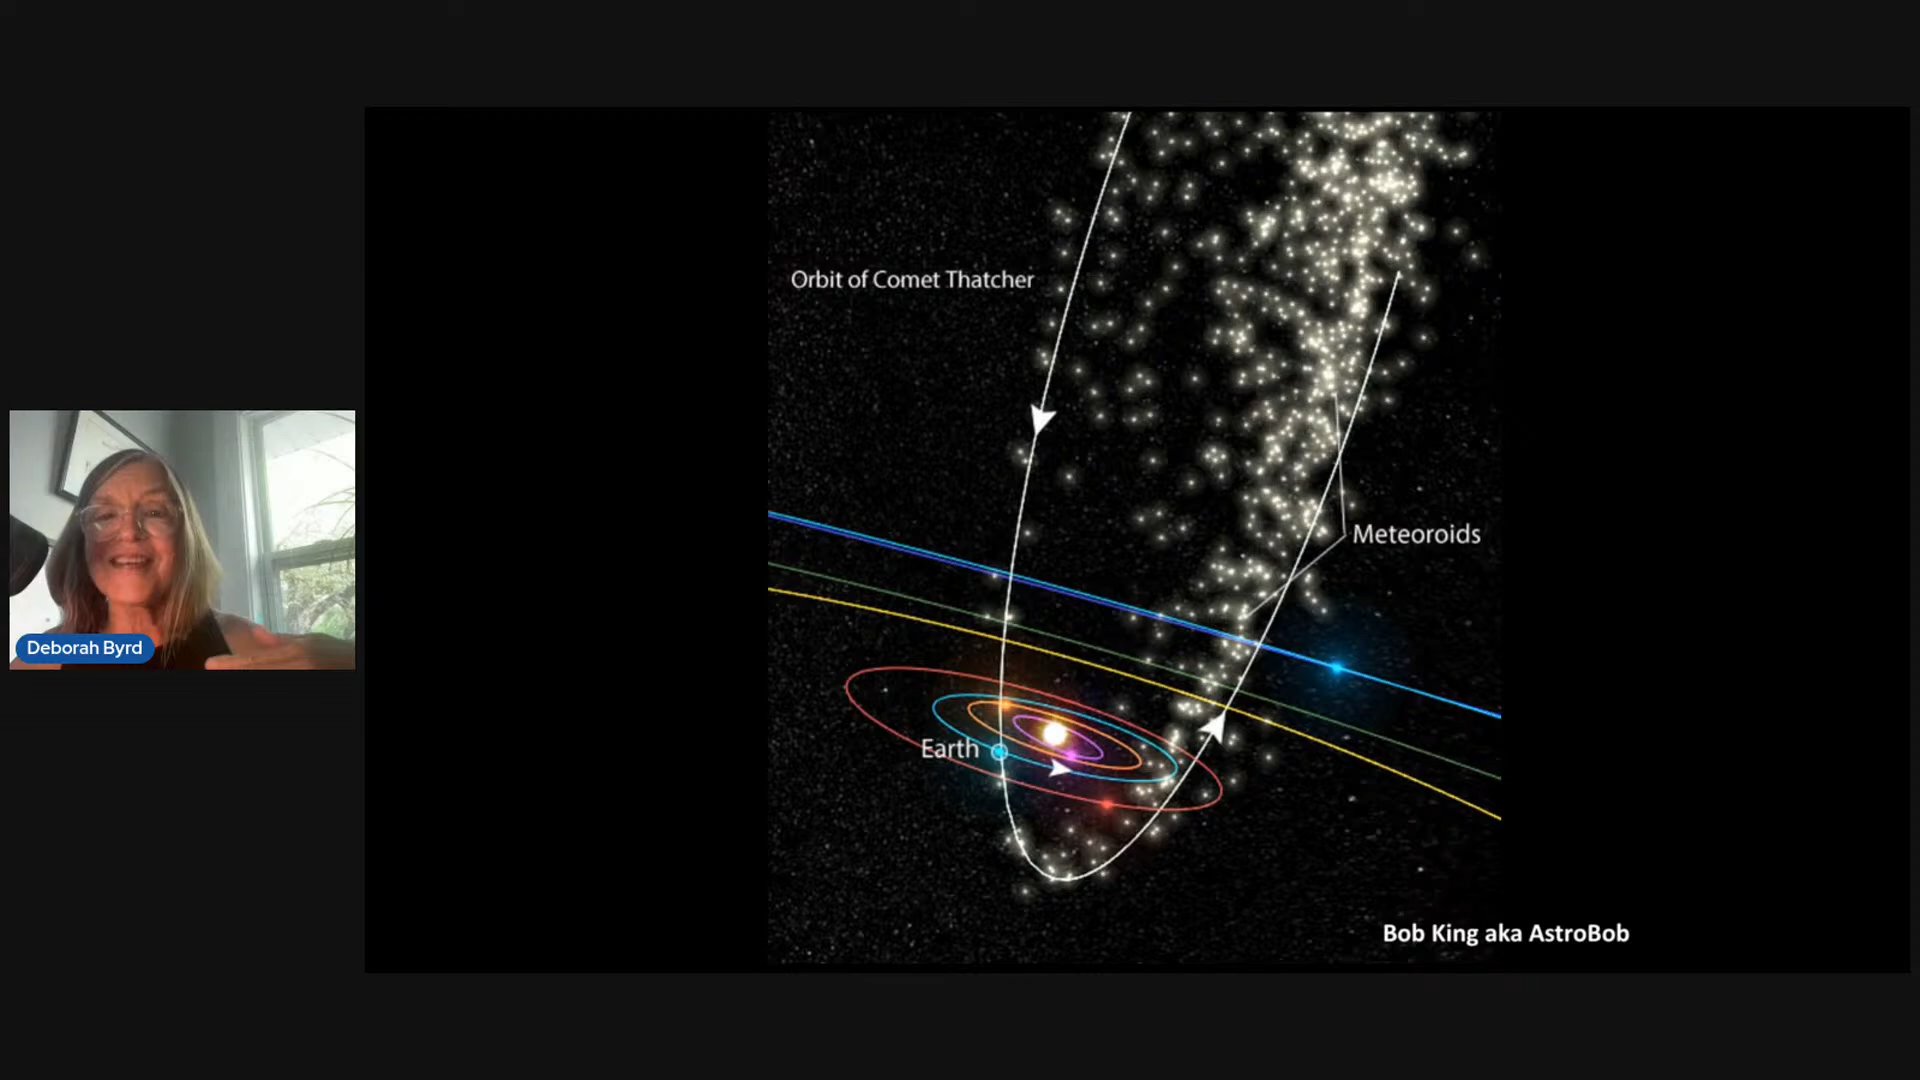 Orbit of Comet Thatcher
Meteoroids
Deborah Byrd
Earth
Bob King aka AstroBob